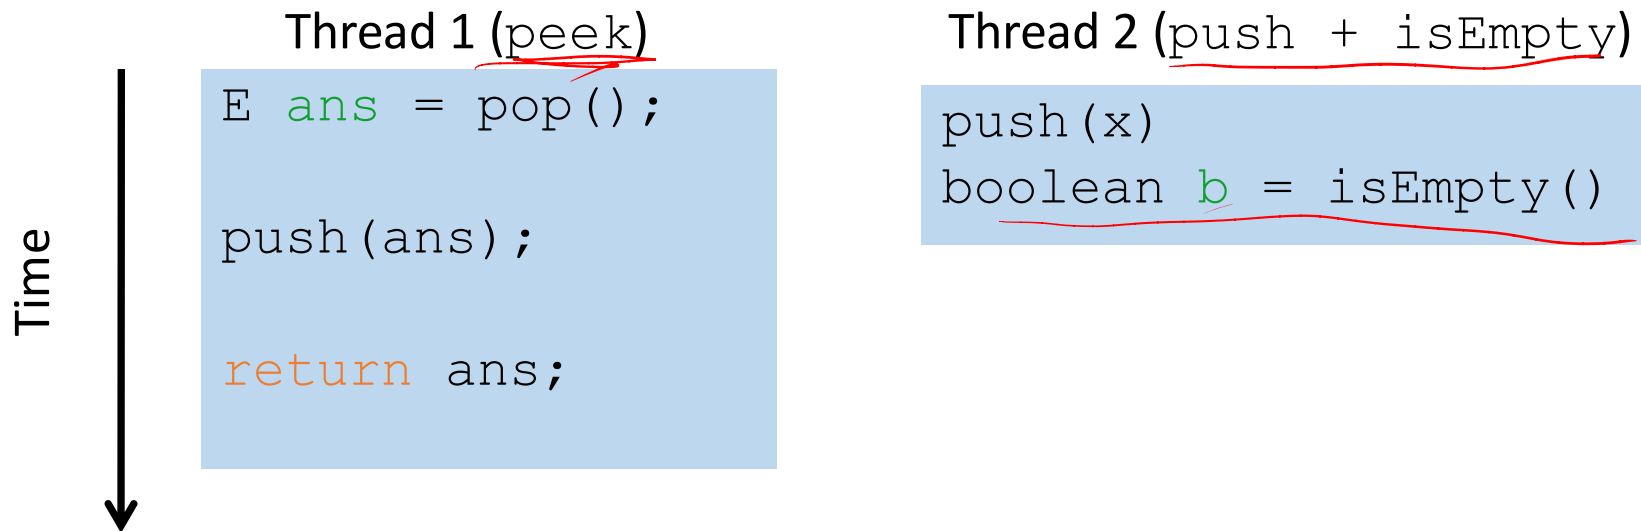 Thread 1 (peek)
E ans = pop();
push(ans);
return ans;
Thread 2 (push + isEmpty)
push(x)
boolean b = isEmpty()
Time